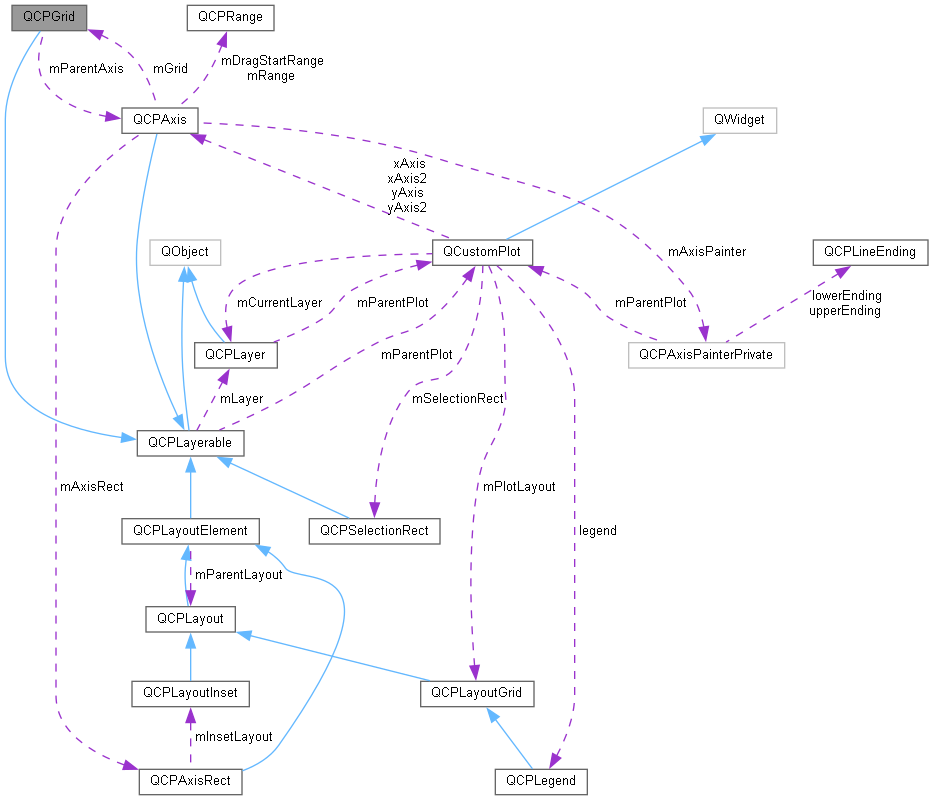 QCPGrid
QCPRange
mParentAxis
mGrid
mDragStartRange
mRange
QCPAxis
QWidget
xAxis
xAxis2
yAxis
yAxis2
QObject
QCustomPlot
mAxisPainter
QCPLineEnding
mCurrentLayer
mParentPlot
mParentPlot
lowerEnding
upperEnding
QCPLayer
mParentPlot
QCPAxisPainterPrivate
mLayer
mSelectionRect
QCPLayerable
mAxisRect
mPlotLayout
QCPLayoutElement
QCPSelectionRect
legend
mParentLayout
QCPLayout
QCPLayoutInset
QCPLayoutGrid
mInsetLayout
QCPAxisRect
QCPLegend